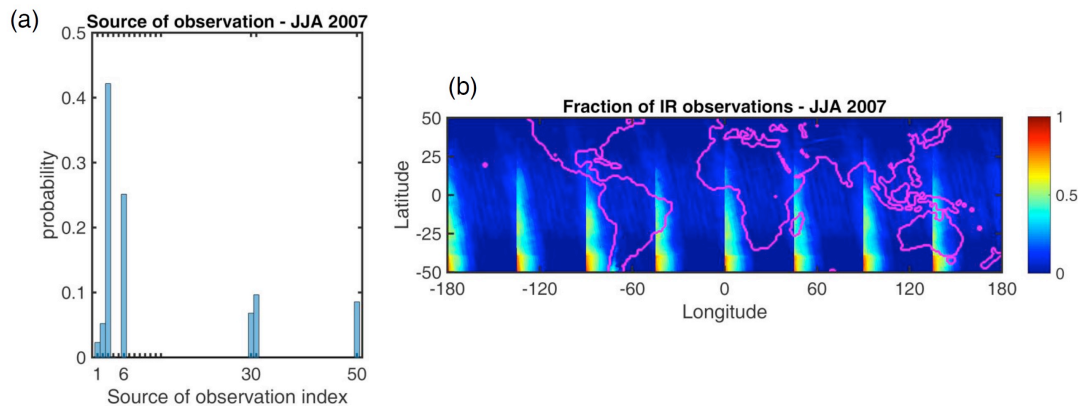 (a)
Source of observation - JJA 2007
0.5
0.4
0.3
0.2
0.1
0
probability
1 6 30 50
Source of observation index
(b)
Fraction of IR observations - JJA 2007
50
25
0
-25
-50
Latitude
-180 -120 -60 0 60 120 180
Longitude
1
0.5
0